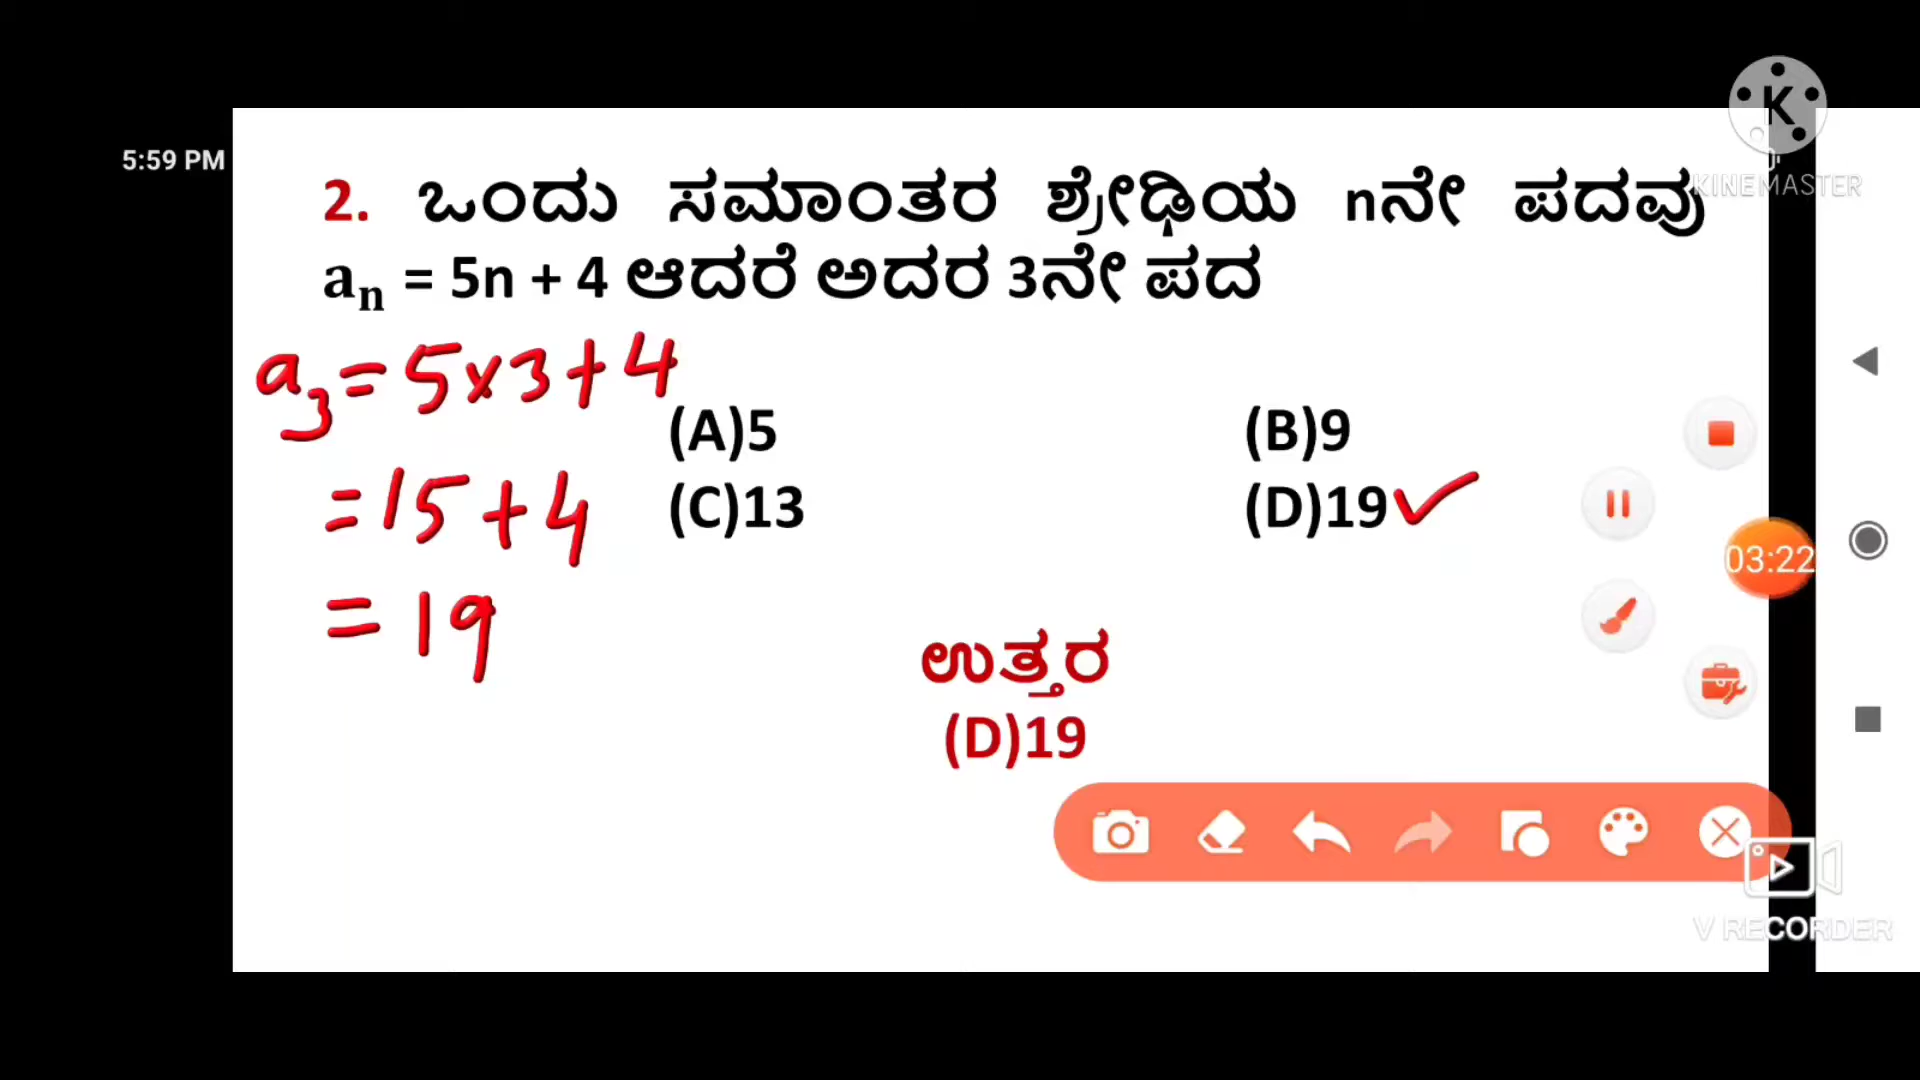 5:59 PM
K
KINEMASTER
2. ಒಂದು ಸಮಾಂತರ ಶ್ರೇಢಿಯ nನೇ ಪದವು
aₙ = 5n + 4 ಆದರೆ ಅದರ 3ನೇ ಪದ
a₃ = 5x3+4
(A)5 (B)9
= 15+4
(C)13 (D)19✓
03:22
= 19
ಉತ್ತರ
(D)19
V RECORDER